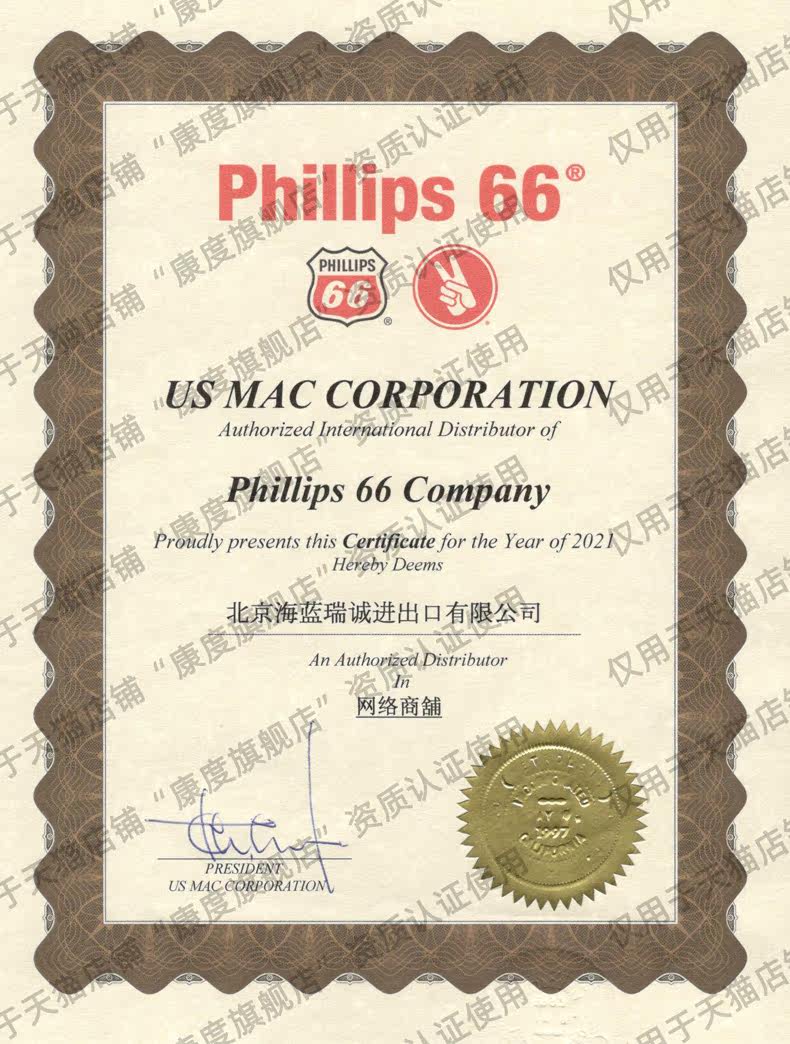 Phillips 66®
PHILLIPS
66®
US MAC CORPORATION
Authorized International Distributor of
Phillips 66 Company
Proudly presents this Certificate for the Year of 2021
Hereby Deems
北京海蓝瑞诚进出口有限公司
An Authorized Distributor
In
网络商舖
1997
CALIFORNIA
PRESIDENT
US MAC CORPORATION
仅用于天猫店铺“康度旗舰店”资质认证使用